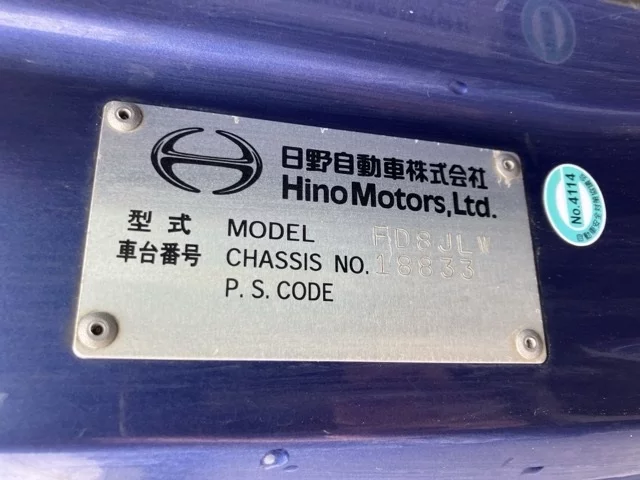 日野自動車株式会社
Hino Motors, Ltd.
型式 MODEL FD8JLW
車台番号 CHASSIS NO. 18833
P. S. CODE
No.4114